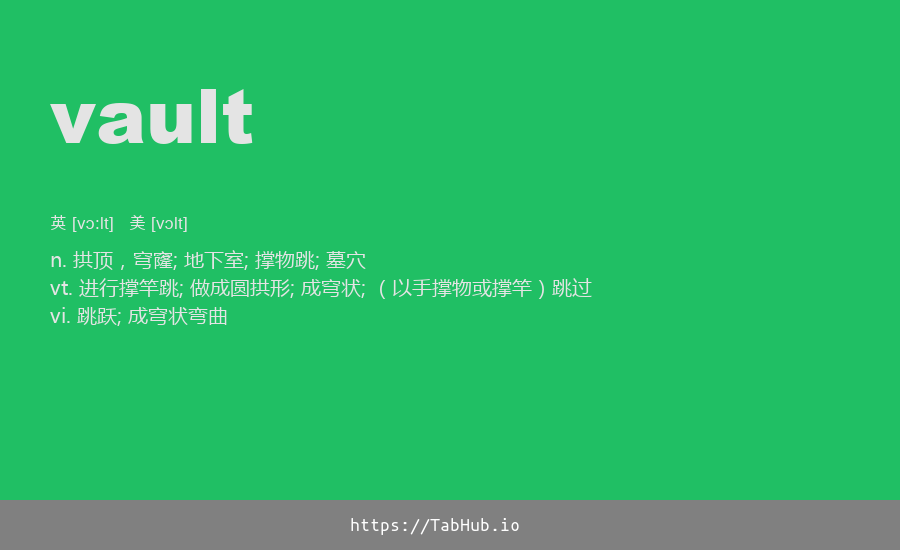 vault
英 [vɔːlt] 美 [vɔlt]
n. 拱顶，穹窿; 地下室; 撑物跳; 墓穴
vt. 进行撑竿跳; 做成圆拱形; 成穹状; （以手撑物或撑竿）跳过
vi. 跳跃; 成穹状弯曲
https://TabHub.io